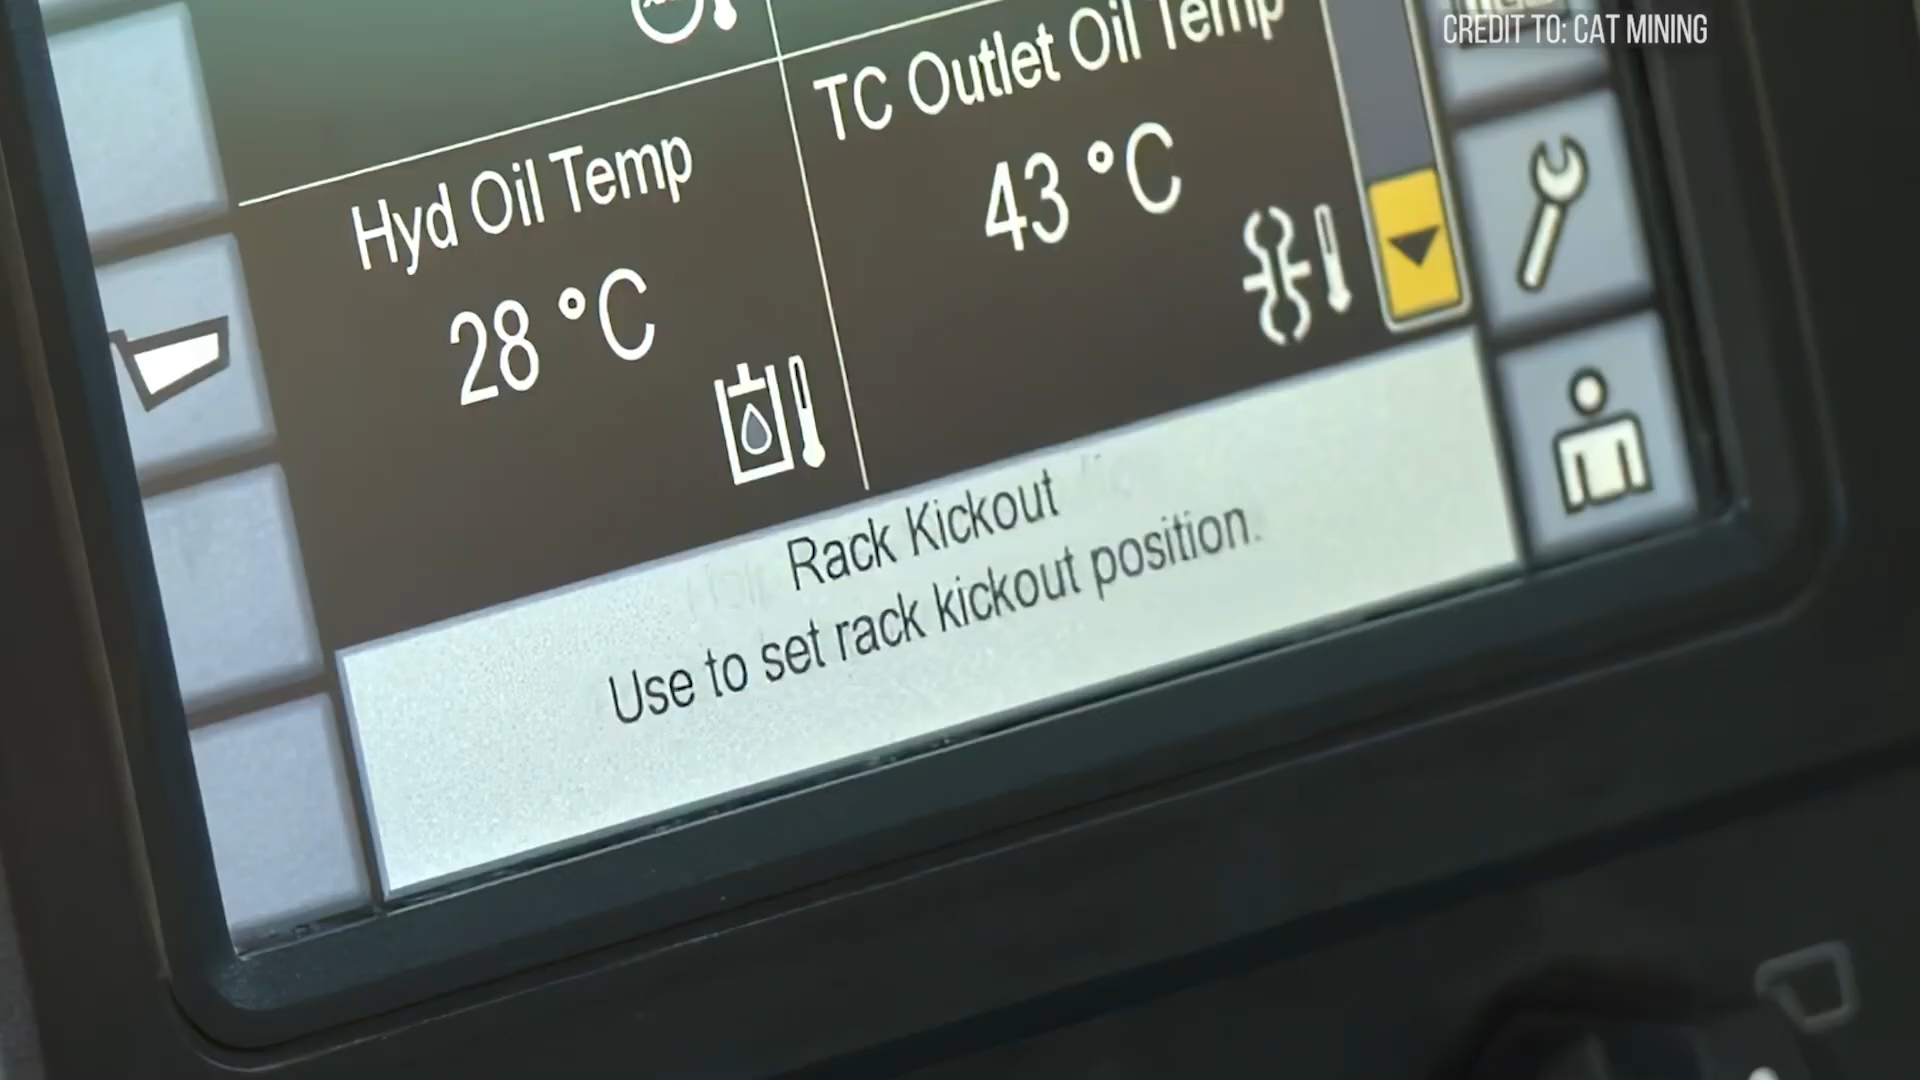 CREDIT TO: CAT MINING
TC Outlet Oil Temp
43 °C
Hyd Oil Temp
28 °C
Rack Kickout
Use to set rack kickout position.